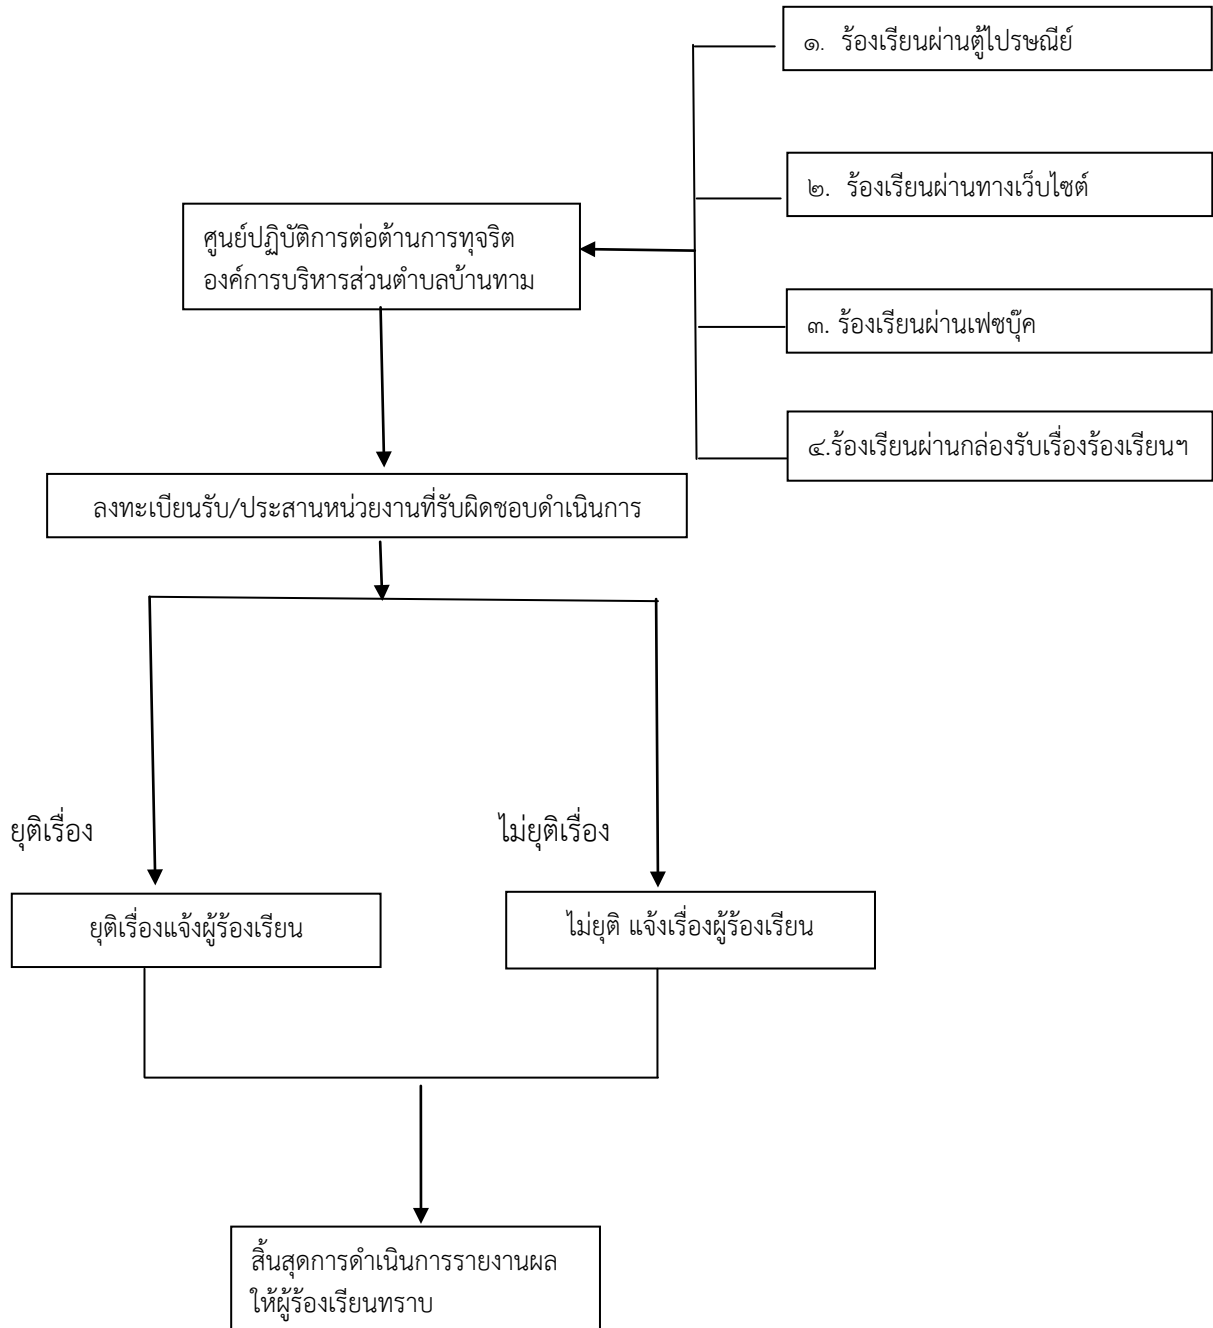 ๑. ร้องเรียนผ่านตู้ไปรษณีย์
๒. ร้องเรียนผ่านทางเว็บไซต์
ศูนย์ปฏิบัติการต่อต้านการทุจริต
องค์การบริหารส่วนตำบลบ้านทาม
๓. ร้องเรียนผ่านเฟซบุ๊ค
๔.ร้องเรียนผ่านกล่องรับเรื่องร้องเรียนฯ
ลงทะเบียนรับ/ประสานหน่วยงานที่รับผิดชอบดำเนินการ
ยุติเรื่อง
ไม่ยุติเรื่อง
ยุติเรื่องแจ้งผู้ร้องเรียน
ไม่ยุติ แจ้งเรื่องผู้ร้องเรียน
สิ้นสุดการดำเนินการรายงานผล
ให้ผู้ร้องเรียนทราบ